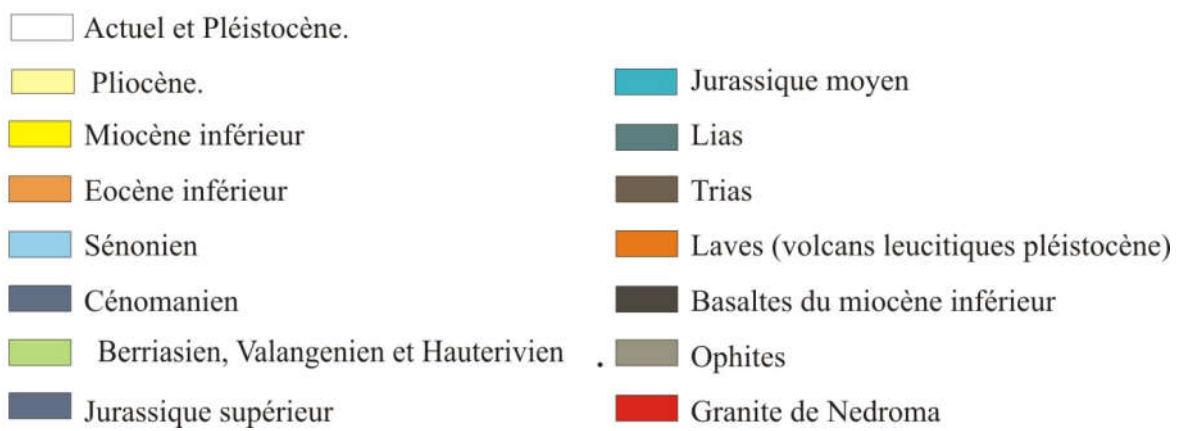 Actuel et Pléistocène.
Pliocène.
Miocène inférieur
Eocène inférieur
Sénonien
Cénomanien
Berriasien, Valangenien et Hauterivien .
Jurassique supérieur
Jurassique moyen
Lias
Trias
Laves (volcans leucitiques pléistocène)
Basaltes du miocène inférieur
Ophites
Granite de Nedroma